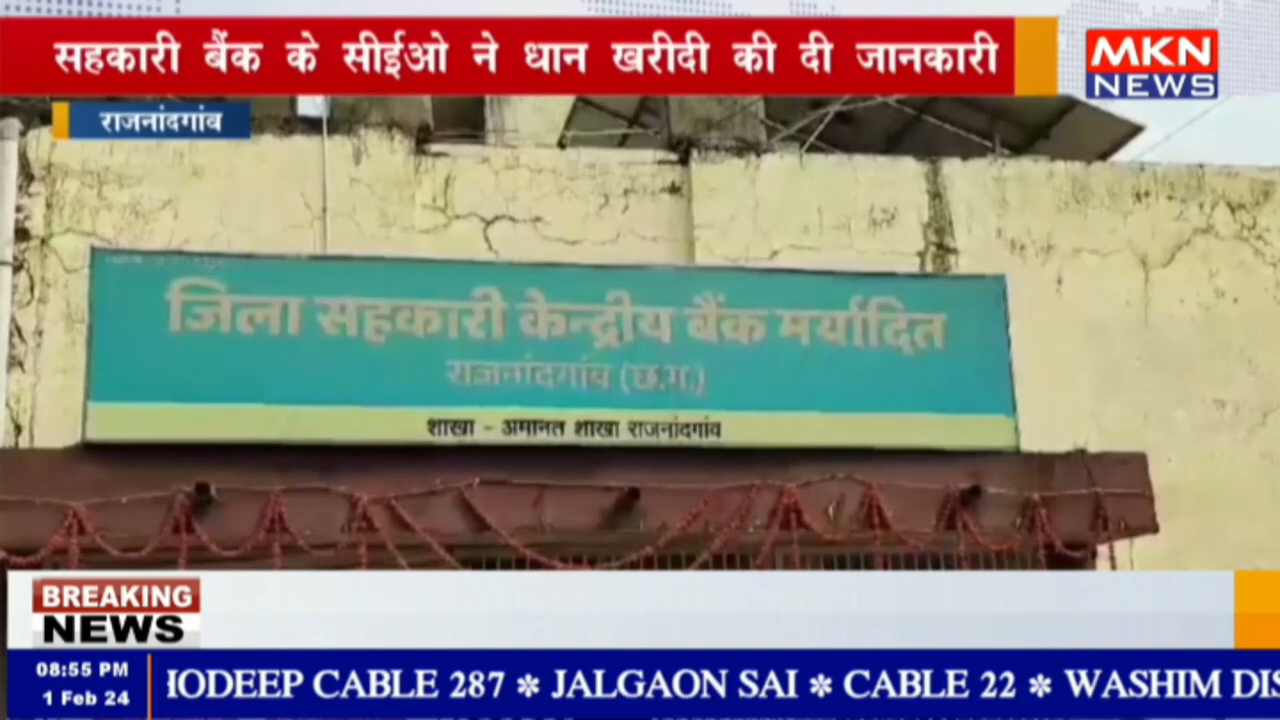 सहकारी बैंक के सीईओ ने धान खरीदी की दी जानकारी
MKN
NEWS
राजनांदगांव
जिला सहकारी केन्द्रीय बैंक मर्यादित
राजनांदगांव (छ.ग.)
शाखा - अमानत शाखा राजनांदगांव
BREAKING
NEWS
08:55 PM
1 Feb 24
IODEEP CABLE 287 * JALGAON SAI * CABLE 22 * WASHIM DIS